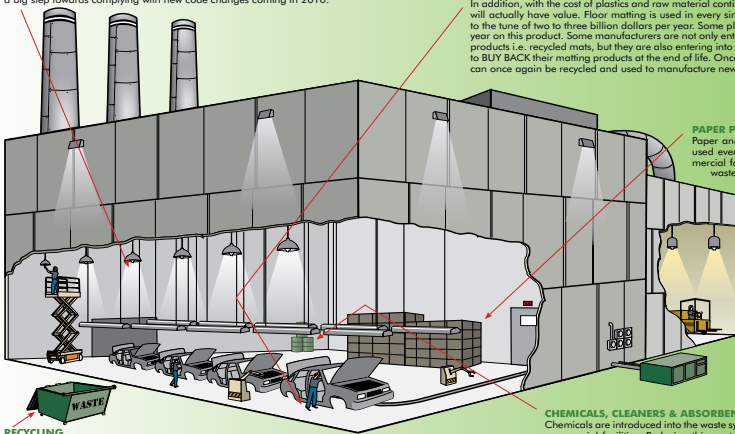 a big step towards complying with new code changes coming in 2010.
In addition, with the cost of plastics and raw material conti
will actually have value. Floor matting is used in every sin
to the tune of two to three billion dollars per year. Some pl
year on this product. Some manufacturers are not only ent
products i.e. recycled mats, but they are also entering into
to BUY BACK their matting products at the end of life. Once
can once again be recycled and used to manufacture new
PAPER P
Paper and
used ever
mercial fa
waste
WASTE
RECYCLING
CHEMICALS, CLEANERS & ABSORBEN
Chemicals are introduced into the waste sy